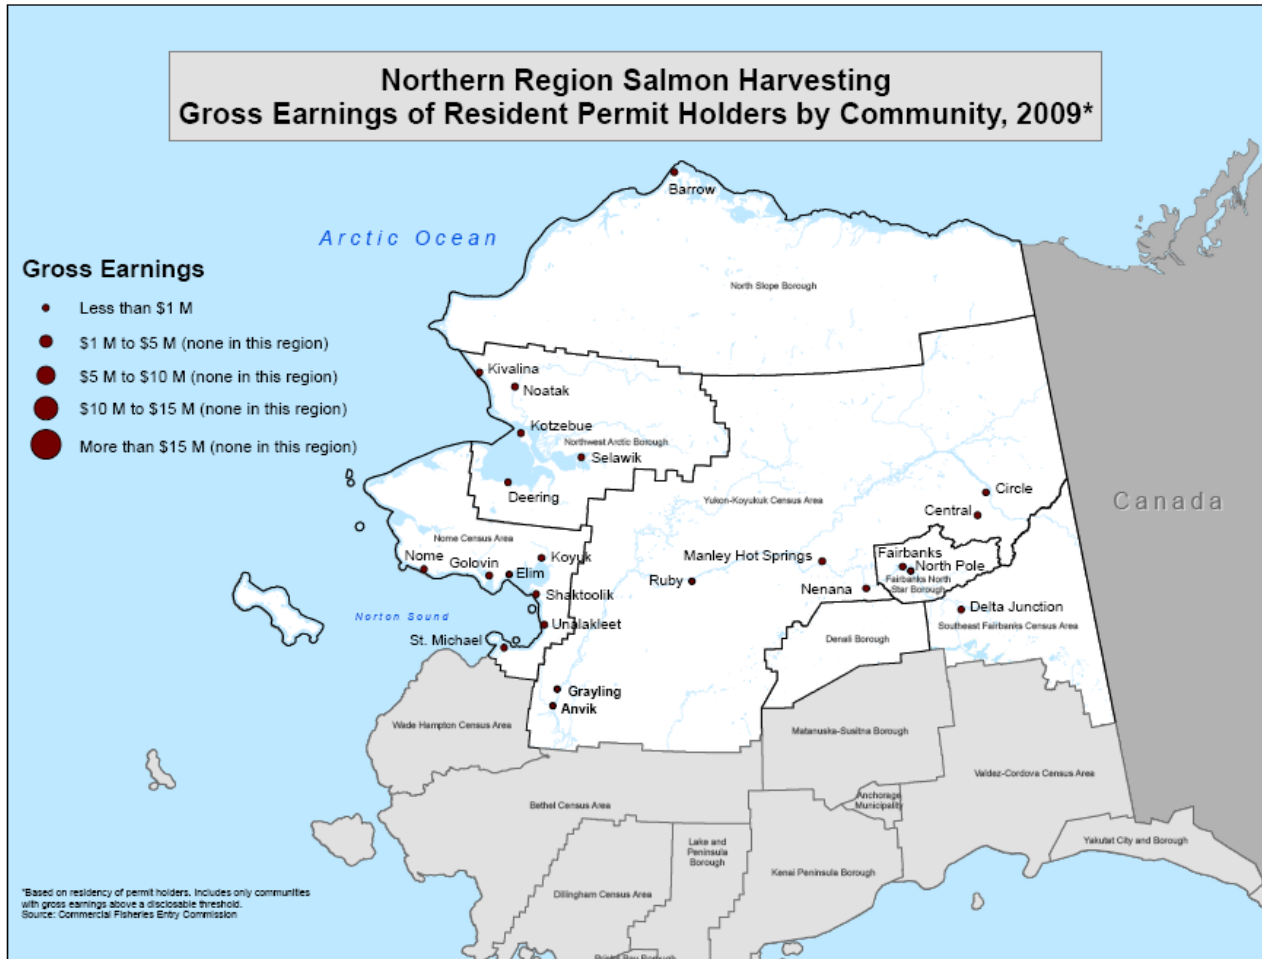 Northern Region Salmon Harvesting
Gross Earnings of Resident Permit Holders by Community, 2009*
Barrow
Arctic Ocean
Gross Earnings
Less than $1 M
$1 M to $5 M (none in this region)
$5 M to $10 M (none in this region)
$10 M to $15 M (none in this region)
More than $15 M (none in this region)
North Slope Borough
Kivalina
Noatak
Kotzebue
Northwest Arctic Borough
Selawik
Deering
Yukon-Koyukuk Census Area
Circle
Central
Canada
Nome Census Area
Nome
Golovin
Koyuk
Elim
Manley Hot Springs
Fairbanks
North Pole
Fairbanks North
Star Borough
Ruby
Nenana
Shaktoolik
Norton Sound
Unalakleet
Delta Junction
Southeast Fairbanks Census Area
St. Michael
Denali Borough
Grayling
Anvik
Wade Hampton Census Area
Matanuska-Susitna Borough
Valdez-Cordova Census Area
Bethel Census Area
Anchorage
Municipality
Lake and
Peninsula
Borough
Kenai Peninsula Borough
Yakutat City and Borough
Dillingham Census Area
Bristol Bay Borough
*Based on residency of permit holders. Includes only communities
with gross earnings above a disclosable threshold.
Source: Commercial Fisheries Entry Commission